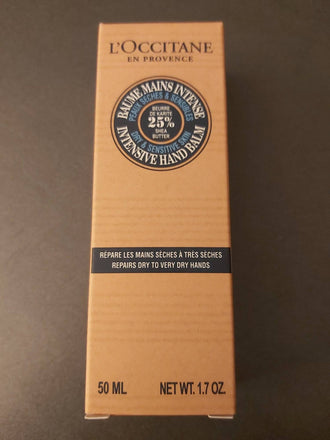 L'OCCITANE
EN PROVENCE
BAUME MAINS INTENSE
PEAUX SÈCHES & SENSIBLES
BEURRE
DE KARITÉ
25%
SHEA
BUTTER
DRY & SENSITIVE SKIN
INTENSIVE HAND BALM
RÉPARE LES MAINS SÈCHES À TRÈS SÈCHES
REPAIRS DRY TO VERY DRY HANDS
50 ML NET WT. 1.7 OZ.